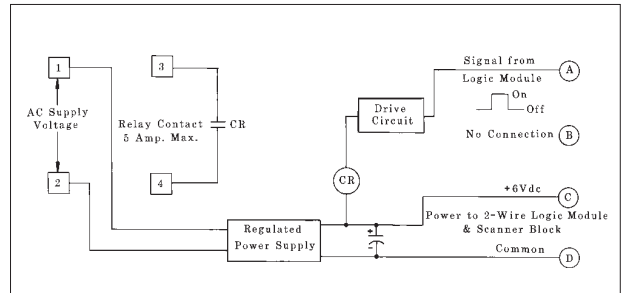 1
3
Signal from
Logic Module
A
On
Off
AC Supply
Voltage
Relay Contact
5 Amp. Max.
CR
Drive
Circuit
No Connection
B
2
4
CR
+6Vdc
C
Regulated
Power Supply
+
-
Power to 2-Wire Logic Module
& Scanner Block
Common
D